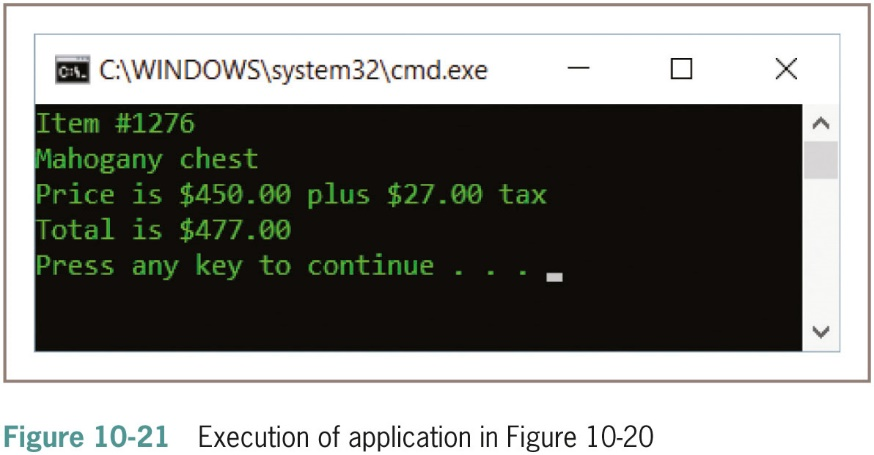 C:\WINDOWS\system32\cmd.exe
Item #1276
Mahogany chest
Price is $450.00 plus $27.00 tax
Total is $477.00
Press any key to continue . . .
Figure 10-21 Execution of application in Figure 10-20